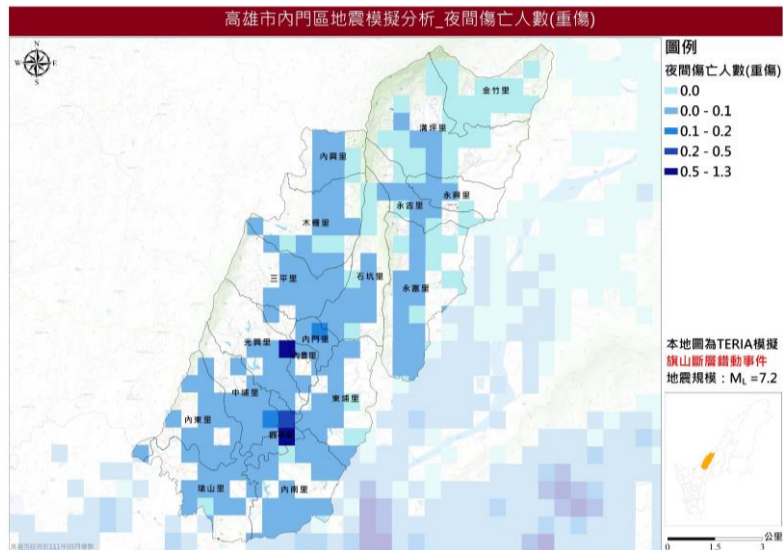 高雄市內門區地震模擬分析_夜間傷亡人數(重傷)
N
W
E
S
圖例
夜間傷亡人數(重傷)
0.0
0.0 - 0.1
0.1 - 0.2
0.2 - 0.5
0.5 - 1.3
金竹里
溝坪里
內興里
永興里
永吉里
木柵里
石坑里
三平里
永富里
光興里
內門里
內豊里
中埔里
東埔里
內東里
瑞山里
內南里
本地圖為TERIA模擬
旗山斷層錯動事件
地震規模：ML =7.2
公里
0
1.5
3